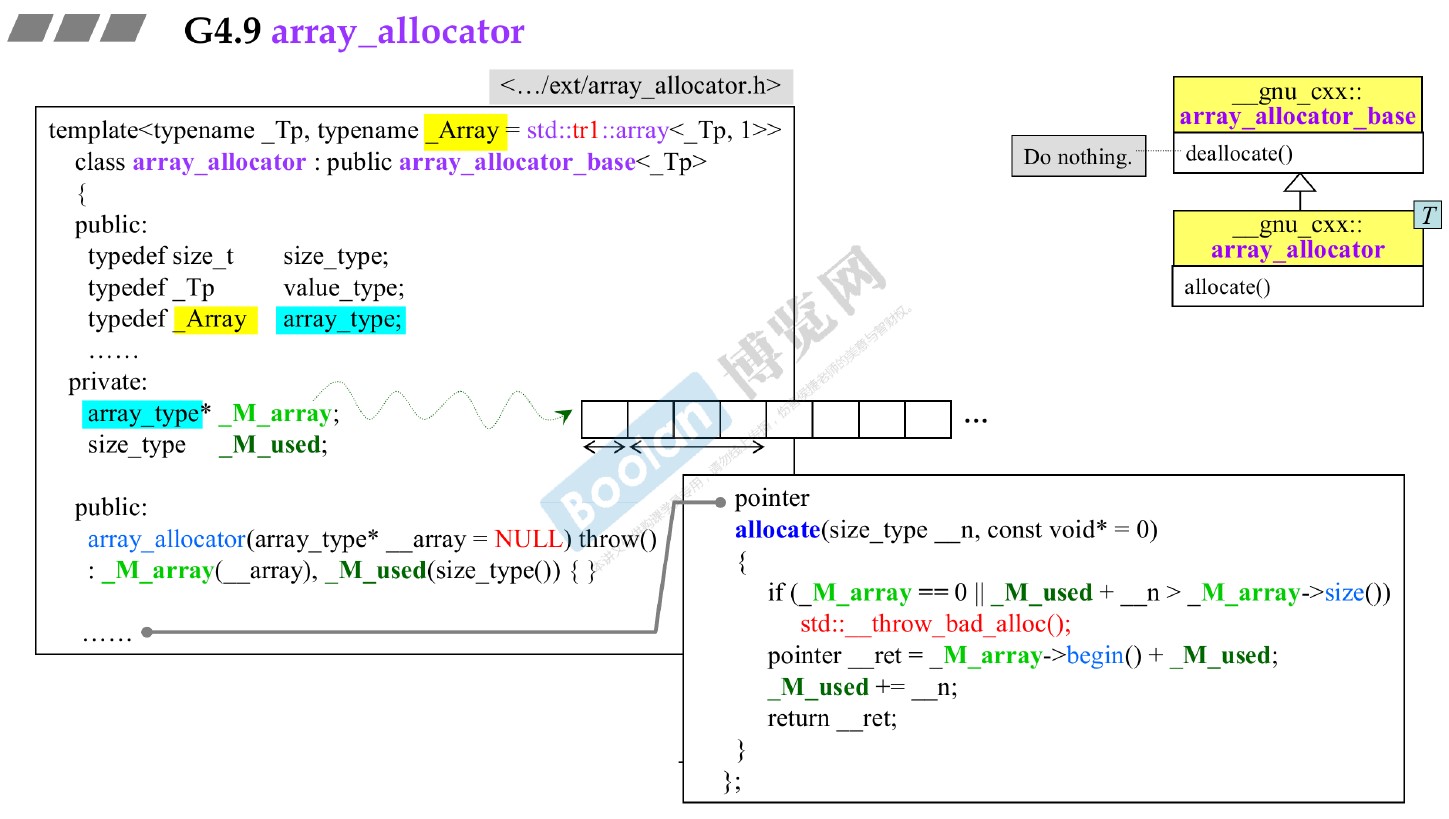 G4.9 array_allocator
<…/ext/array_allocator.h>
template<typename _Tp, typename _Array = std::tr1::array<_Tp, 1>>
class array_allocator : public array_allocator_base<_Tp>
{
public:
typedef size_t size_type;
typedef _Tp value_type;
typedef _Array array_type;
……
private:
array_type* _M_array;
size_type _M_used;
public:
array_allocator(array_type* __array = NULL) throw()
: _M_array(__array), _M_used(size_type()) { }
……
...
pointer
allocate(size_type __n, const void* = 0)
{
if (_M_array == 0 || _M_used + __n > _M_array->size())
std::__throw_bad_alloc();
pointer __ret = _M_array->begin() + _M_used;
_M_used += __n;
return __ret;
}
};
__gnu_cxx::
array_allocator_base
Do nothing.
deallocate()
T
__gnu_cxx::
array_allocator
allocate()
Boolan 博览网